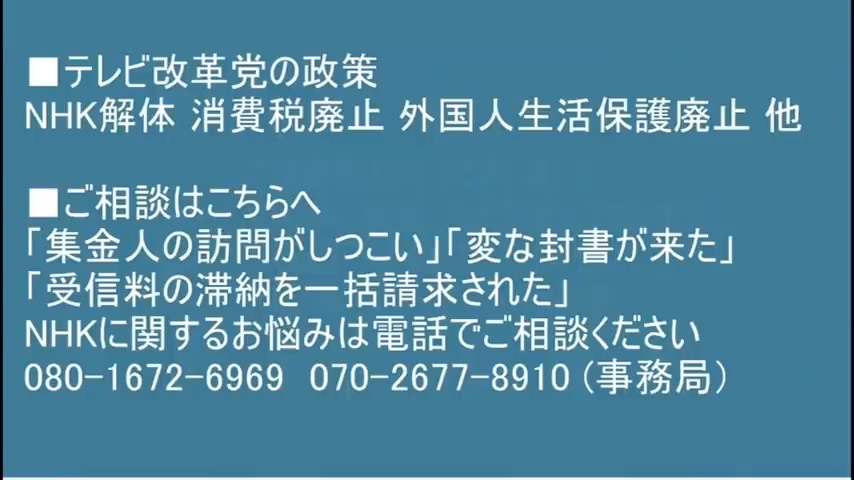 ■テレビ改革党の政策
NHK解体 消費税廃止 外国人生活保護廃止 他
■ご相談はこちらへ
「集金人の訪問がしつこい」「変な封書が来た」
「受信料の滞納を一括請求された」
NHKに関するお悩みは電話でご相談ください
080-1672-6969 070-2677-8910（事務局）